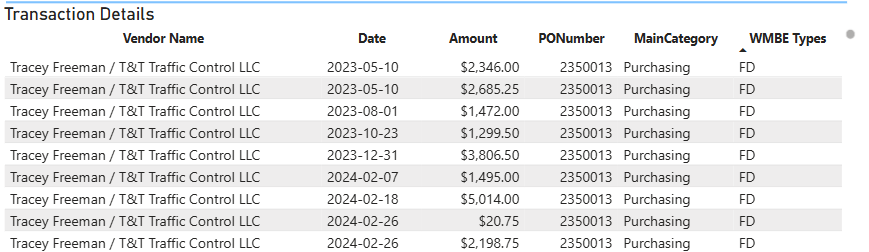 Transaction Details
Vendor Name Date Amount PONumber MainCategory WMBE Types
Tracey Freeman / T&T Traffic Control LLC 2023-05-10 $2,346.00 2350013 Purchasing FD
Tracey Freeman / T&T Traffic Control LLC 2023-05-10 $2,685.25 2350013 Purchasing FD
Tracey Freeman / T&T Traffic Control LLC 2023-08-01 $1,472.00 2350013 Purchasing FD
Tracey Freeman / T&T Traffic Control LLC 2023-10-23 $1,299.50 2350013 Purchasing FD
Tracey Freeman / T&T Traffic Control LLC 2023-12-31 $3,806.50 2350013 Purchasing FD
Tracey Freeman / T&T Traffic Control LLC 2024-02-07 $1,495.00 2350013 Purchasing FD
Tracey Freeman / T&T Traffic Control LLC 2024-02-18 $5,014.00 2350013 Purchasing FD
Tracey Freeman / T&T Traffic Control LLC 2024-02-26 $20.75 2350013 Purchasing FD
Tracey Freeman / T&T Traffic Control LLC 2024-02-26 $2,198.75 2350013 Purchasing FD